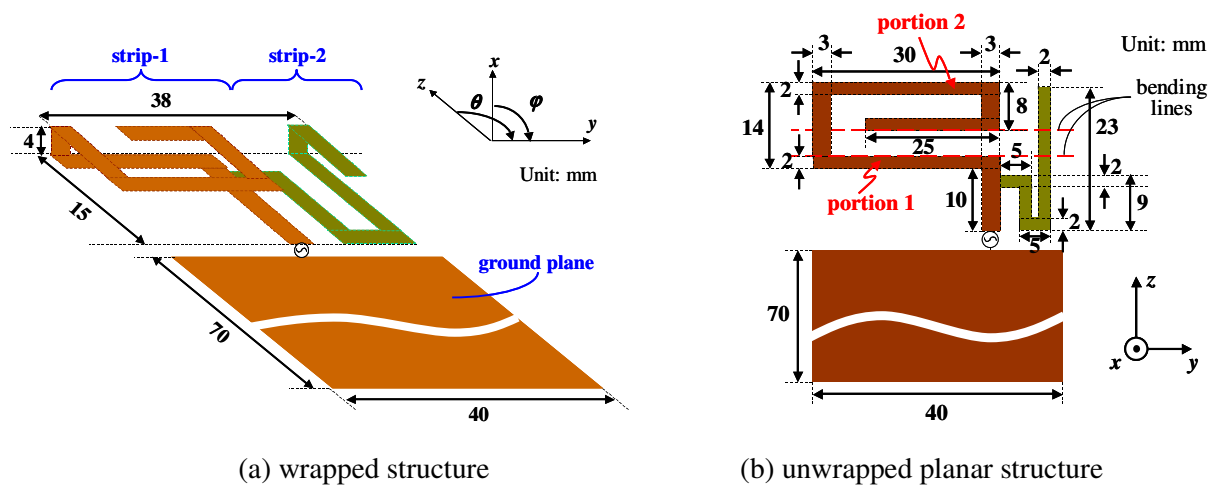 strip-1
strip-2
38
4
15
z
x
y
θ
φ
Unit: mm
ground plane
70
40
(a) wrapped structure
portion 2
Unit: mm
3
30
3
2
bending
lines
2
14
8
23
25
5
2
2
portion 1
10
9
2
5
70
40
z
x
y
(b) unwrapped planar structure